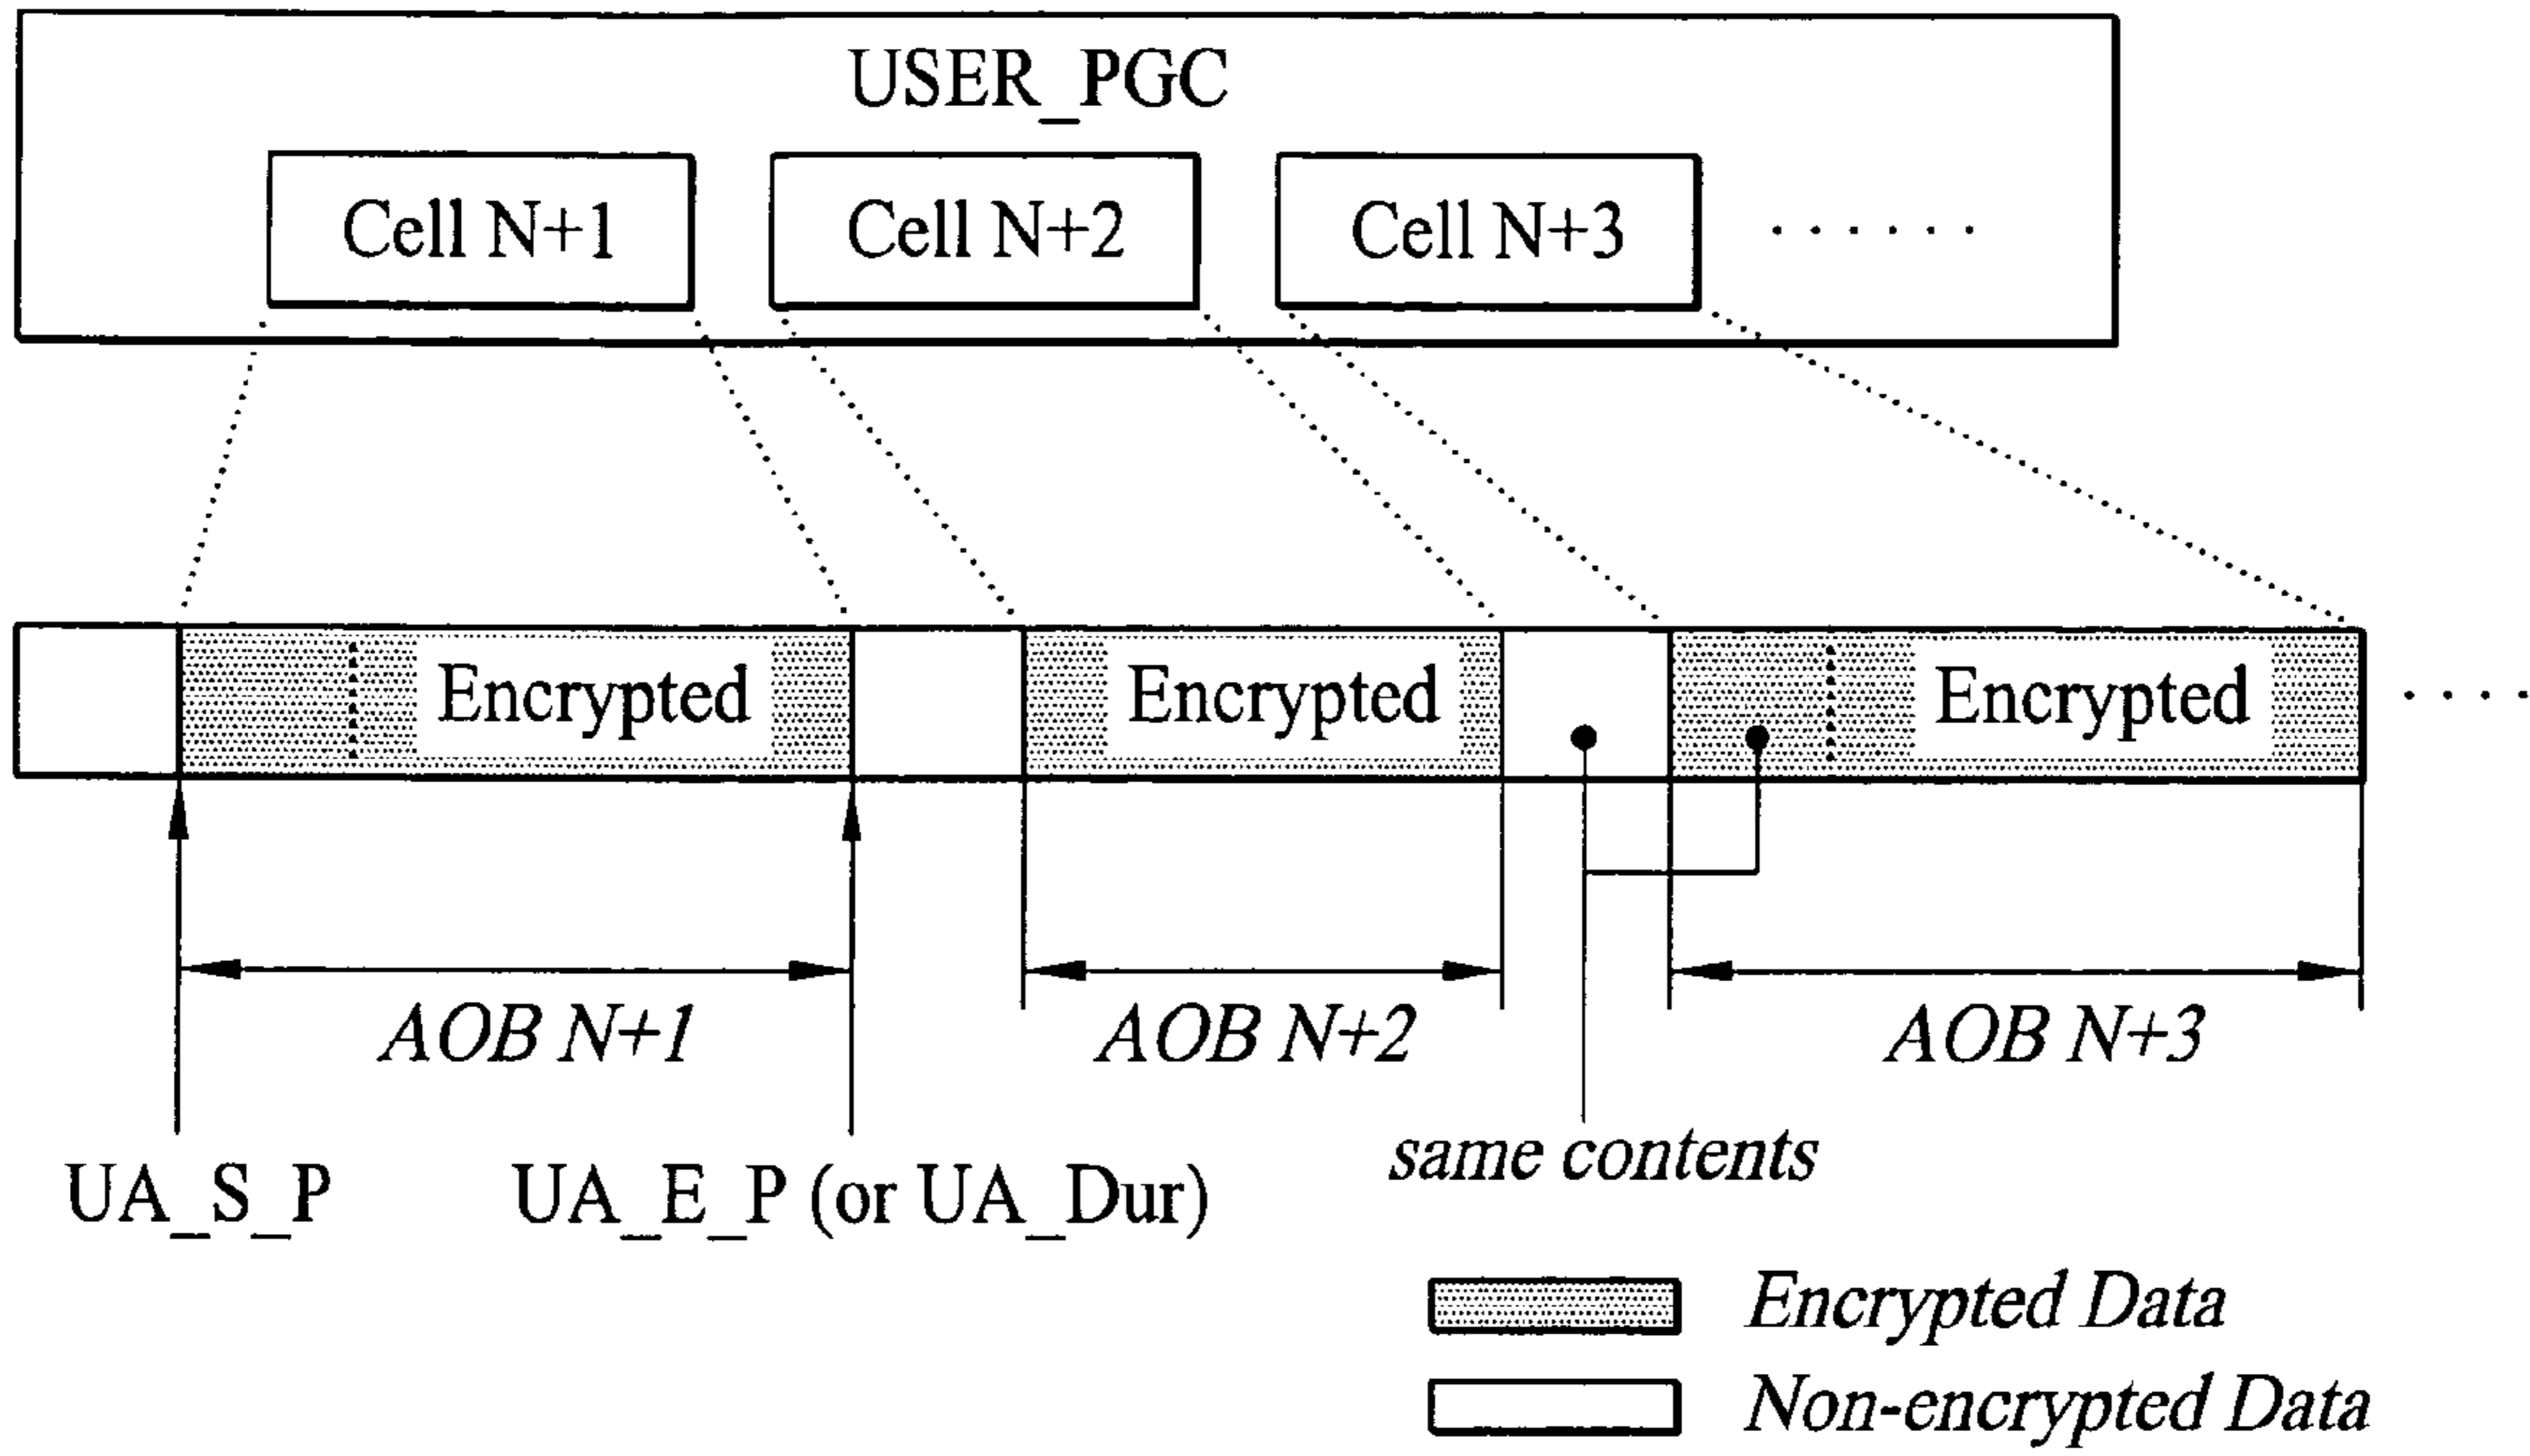 USER_PGC
Cell N+1 Cell N+2 Cell N+3 ......
Encrypted Encrypted Encrypted ....
AOB N+1 AOB N+2 AOB N+3
same contents
UA_S_P UA_E_P (or UA_Dur)
Encrypted Data
Non-encrypted Data